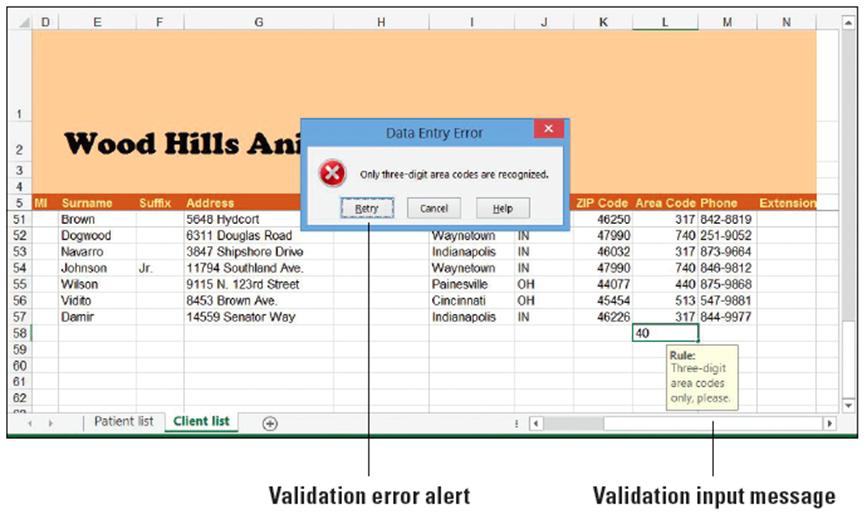 D E F G H I J K L M N
1
2 Wood Hills Ani
3
4
5 MI Surname Suffix Address ZIP Code Area Code Phone Extension
51 Brown 5648 Hydcort 46250 317 842-8819
52 Dogwood 6311 Douglas Road Waynetown IN 47990 740 251-9052
53 Navarro 3847 Shipshore Drive Indianapolis IN 46032 317 873-9664
54 Johnson Jr. 11794 Southland Ave. Waynetown IN 47990 740 846-9812
55 Wilson 9115 N. 123rd Street Painesville OH 44077 440 875-9868
56 Vidito 8453 Brown Ave. Cincinnati OH 45454 513 547-9881
57 Damir 14559 Senator Way Indianapolis IN 46226 317 844-9977
58 40
59
60
61
62
Data Entry Error
Only three-digit area codes are recognized.
Retry Cancel Help
Rule:
Three-digit
area codes
only, please.
Patient list Client list
Validation error alert Validation input message